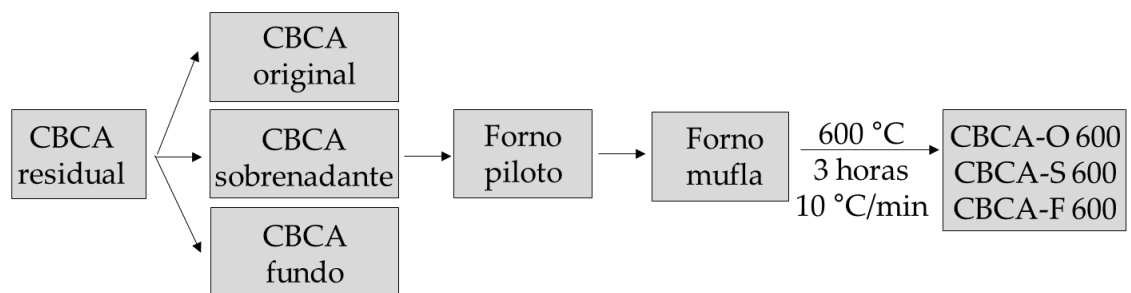 CBCA
residual
CBCA
original
CBCA
sobrenadante
CBCA
fundo
Forno
piloto
Forno
mufla
600 °C
3 horas
10 °C/min
CBCA-O 600
CBCA-S 600
CBCA-F 600